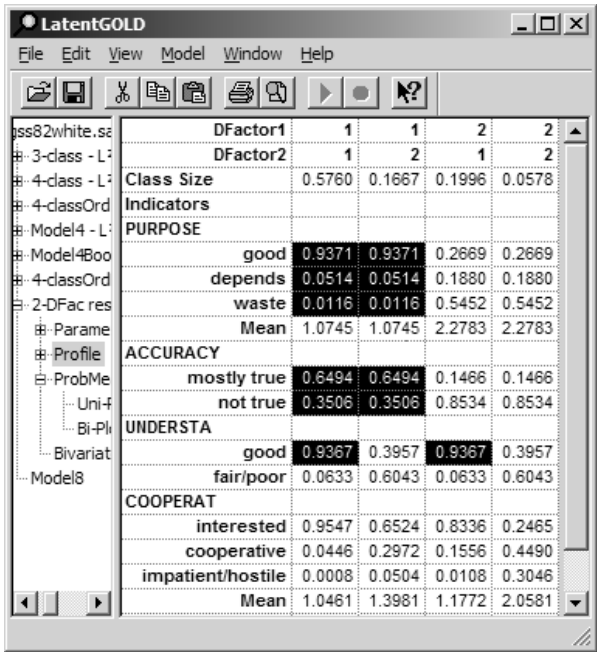 LatentGOLD
File Edit View Model Window Help
gss82white.sa
3-class - L²
4-class - L²
4-classOrd
Model4 - L²
Model4Boo
4-classOrd
2-DFac res
Parame
Profile
ProbMe
Uni-P
Bi-Plo
Bivariat
Model8
DFactor1 1 1 2 2
DFactor2 1 2 1 2
Class Size 0.5760 0.1667 0.1996 0.0578
Indicators
PURPOSE
good 0.9371 0.9371 0.2669 0.2669
depends 0.0514 0.0514 0.1880 0.1880
waste 0.0116 0.0116 0.5452 0.5452
Mean 1.0745 1.0745 2.2783 2.2783
ACCURACY
mostly true 0.6494 0.6494 0.1466 0.1466
not true 0.3506 0.3506 0.8534 0.8534
UNDERSTA
good 0.9367 0.3957 0.9367 0.3957
fair/poor 0.0633 0.6043 0.0633 0.6043
COOPERAT
interested 0.9547 0.6524 0.8336 0.2465
cooperative 0.0446 0.2972 0.1556 0.4490
impatient/hostile 0.0008 0.0504 0.0108 0.3046
Mean 1.0461 1.3981 1.1772 2.0581